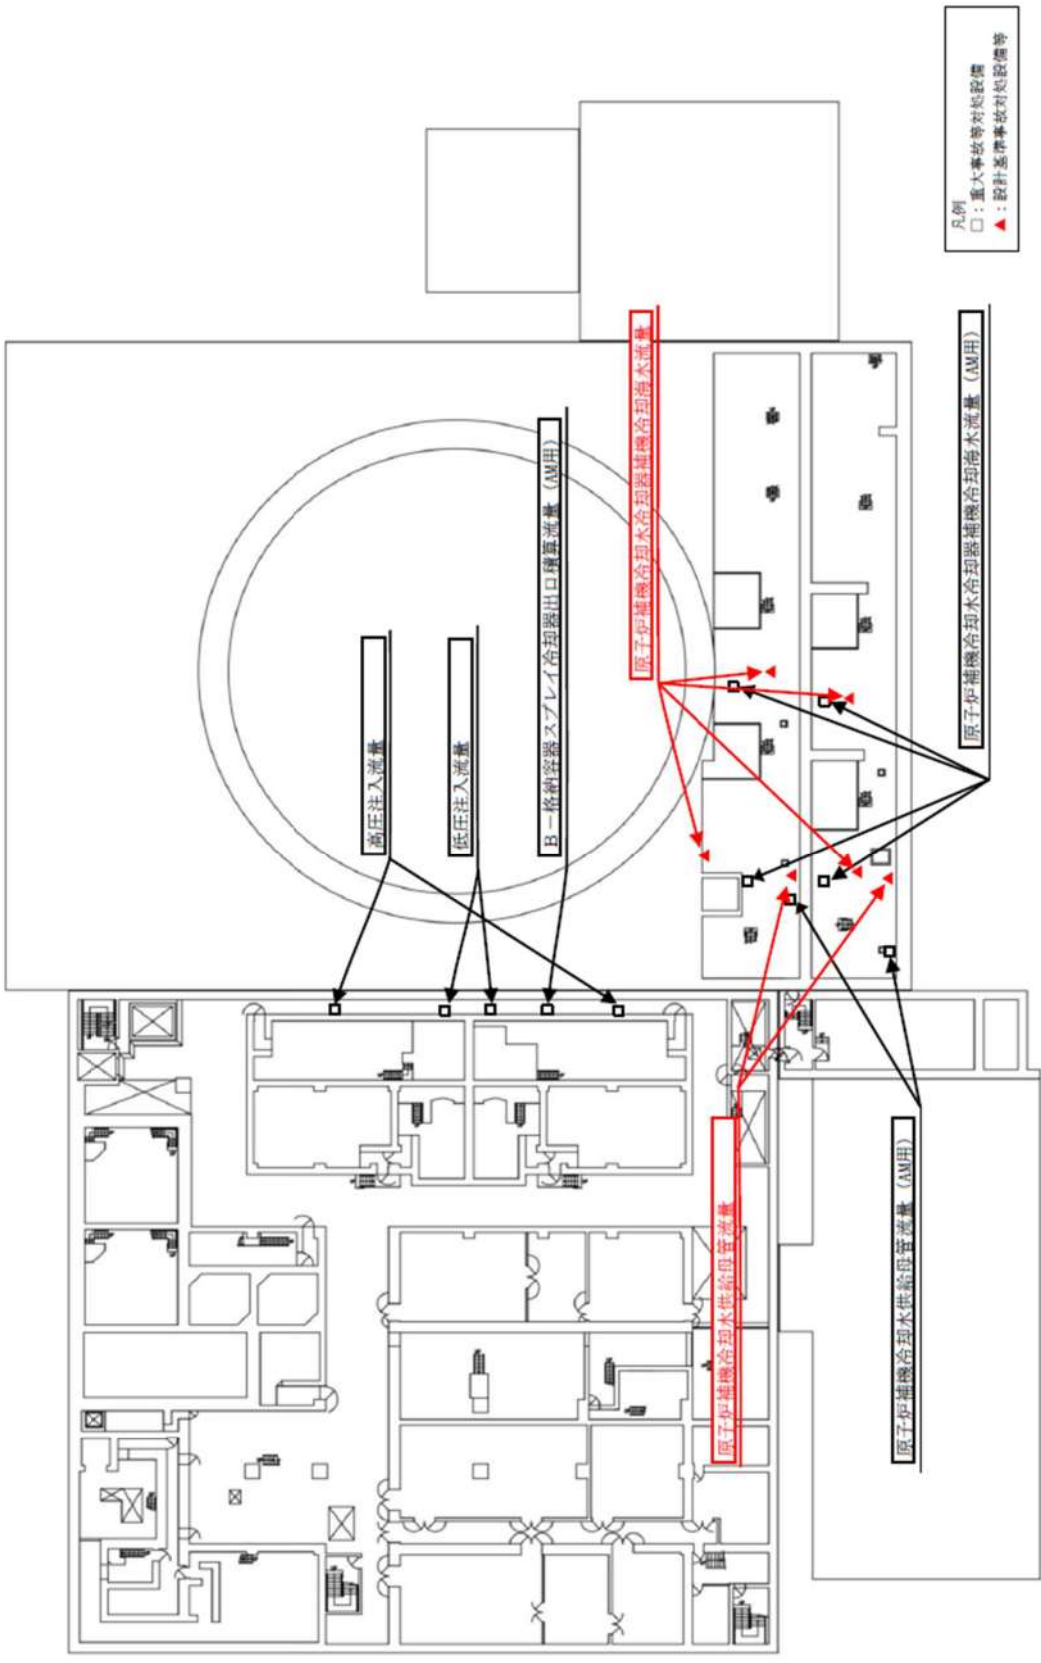 凡例
□：重大事故等対処設備
▲：設計基準事故対処設備等
高圧注入流量
低圧注入流量
B－格納容器スプレイ冷却器出口積算流量（AM用）
原子炉補機冷却水冷却器補機冷却海水流量
原子炉補機冷却水冷却器補機冷却海水流量（AM用）
原子炉補機冷却水供給母管流量
原子炉補機冷却水供給母管流量（AM用）